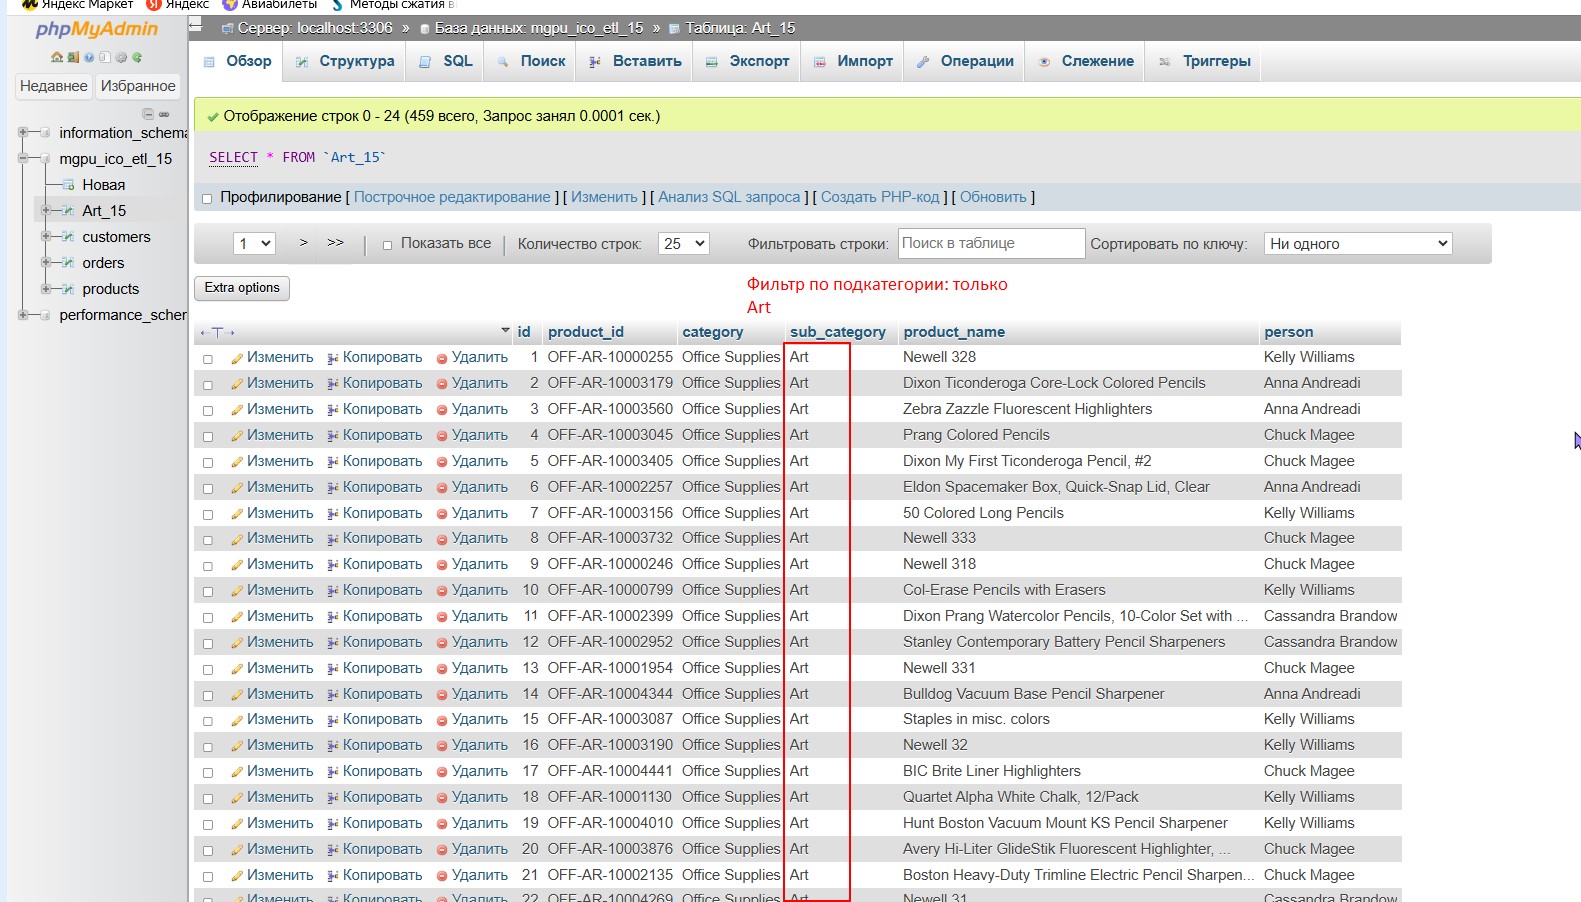 Яндекс Маркет Яндекс Авиабилеты Методы сжатия в
phpMyAdmin
Недавнее Избранное
information_schema
mgpu_ico_etl_15
Новая
Art_15
customers
orders
products
performance_scher
Сервер: localhost:3306 » База данных: mgpu_ico_etl_15 » Таблица: Art_15
Обзор Структура SQL Поиск Вставить Экспорт Импорт Операции Слежение Триггеры
Отображение строк 0 - 24 (459 всего, Запрос занял 0.0001 сек.)
SELECT * FROM `Art_15`
Профилирование [ Построчное редактирование ] [ Изменить ] [ Анализ SQL запроса ] [ Создать PHP-код ] [ Обновить ]
1 > >> | Показать все | Количество строк: 25 Фильтровать строки: Поиск в таблице Сортировать по ключу: Ни одного
Extra options
Фильтр по подкатегории: только
Art
←T→ id product_id category sub_category product_name person
Изменить Копировать Удалить 1 OFF-AR-10000255 Office Supplies Art Newell 328 Kelly Williams
Изменить Копировать Удалить 2 OFF-AR-10003179 Office Supplies Art Dixon Ticonderoga Core-Lock Colored Pencils Anna Andreadi
Изменить Копировать Удалить 3 OFF-AR-10003560 Office Supplies Art Zebra Zazzle Fluorescent Highlighters Anna Andreadi
Изменить Копировать Удалить 4 OFF-AR-10003045 Office Supplies Art Prang Colored Pencils Chuck Magee
Изменить Копировать Удалить 5 OFF-AR-10003405 Office Supplies Art Dixon My First Ticonderoga Pencil, #2 Chuck Magee
Изменить Копировать Удалить 6 OFF-AR-10002257 Office Supplies Art Eldon Spacemaker Box, Quick-Snap Lid, Clear Anna Andreadi
Изменить Копировать Удалить 7 OFF-AR-10003156 Office Supplies Art 50 Colored Long Pencils Kelly Williams
Изменить Копировать Удалить 8 OFF-AR-10003732 Office Supplies Art Newell 333 Chuck Magee
Изменить Копировать Удалить 9 OFF-AR-10000246 Office Supplies Art Newell 318 Chuck Magee
Изменить Копировать Удалить 10 OFF-AR-10000799 Office Supplies Art Col-Erase Pencils with Erasers Kelly Williams
Изменить Копировать Удалить 11 OFF-AR-10002399 Office Supplies Art Dixon Prang Watercolor Pencils, 10-Color Set with ... Cassandra Brandow
Изменить Копировать Удалить 12 OFF-AR-10002952 Office Supplies Art Stanley Contemporary Battery Pencil Sharpeners Cassandra Brandow
Изменить Копировать Удалить 13 OFF-AR-10001954 Office Supplies Art Newell 331 Chuck Magee
Изменить Копировать Удалить 14 OFF-AR-10004344 Office Supplies Art Bulldog Vacuum Base Pencil Sharpener Anna Andreadi
Изменить Копировать Удалить 15 OFF-AR-10003087 Office Supplies Art Staples in misc. colors Kelly Williams
Изменить Копировать Удалить 16 OFF-AR-10003190 Office Supplies Art Newell 32 Kelly Williams
Изменить Копировать Удалить 17 OFF-AR-10004441 Office Supplies Art BIC Brite Liner Highlighters Chuck Magee
Изменить Копировать Удалить 18 OFF-AR-10001130 Office Supplies Art Quartet Alpha White Chalk, 12/Pack Kelly Williams
Изменить Копировать Удалить 19 OFF-AR-10004010 Office Supplies Art Hunt Boston Vacuum Mount KS Pencil Sharpener Kelly Williams
Изменить Копировать Удалить 20 OFF-AR-10003876 Office Supplies Art Avery Hi-Liter GlideStik Fluorescent Highlighter, ... Chuck Magee
Изменить Копировать Удалить 21 OFF-AR-10002135 Office Supplies Art Boston Heavy-Duty Trimline Electric Pencil Sharpen... Chuck Magee
Изменить Копировать Удалить 22 OFF-AR-10004269 Office Supplies Art Newell 31 Cassandra Brandow